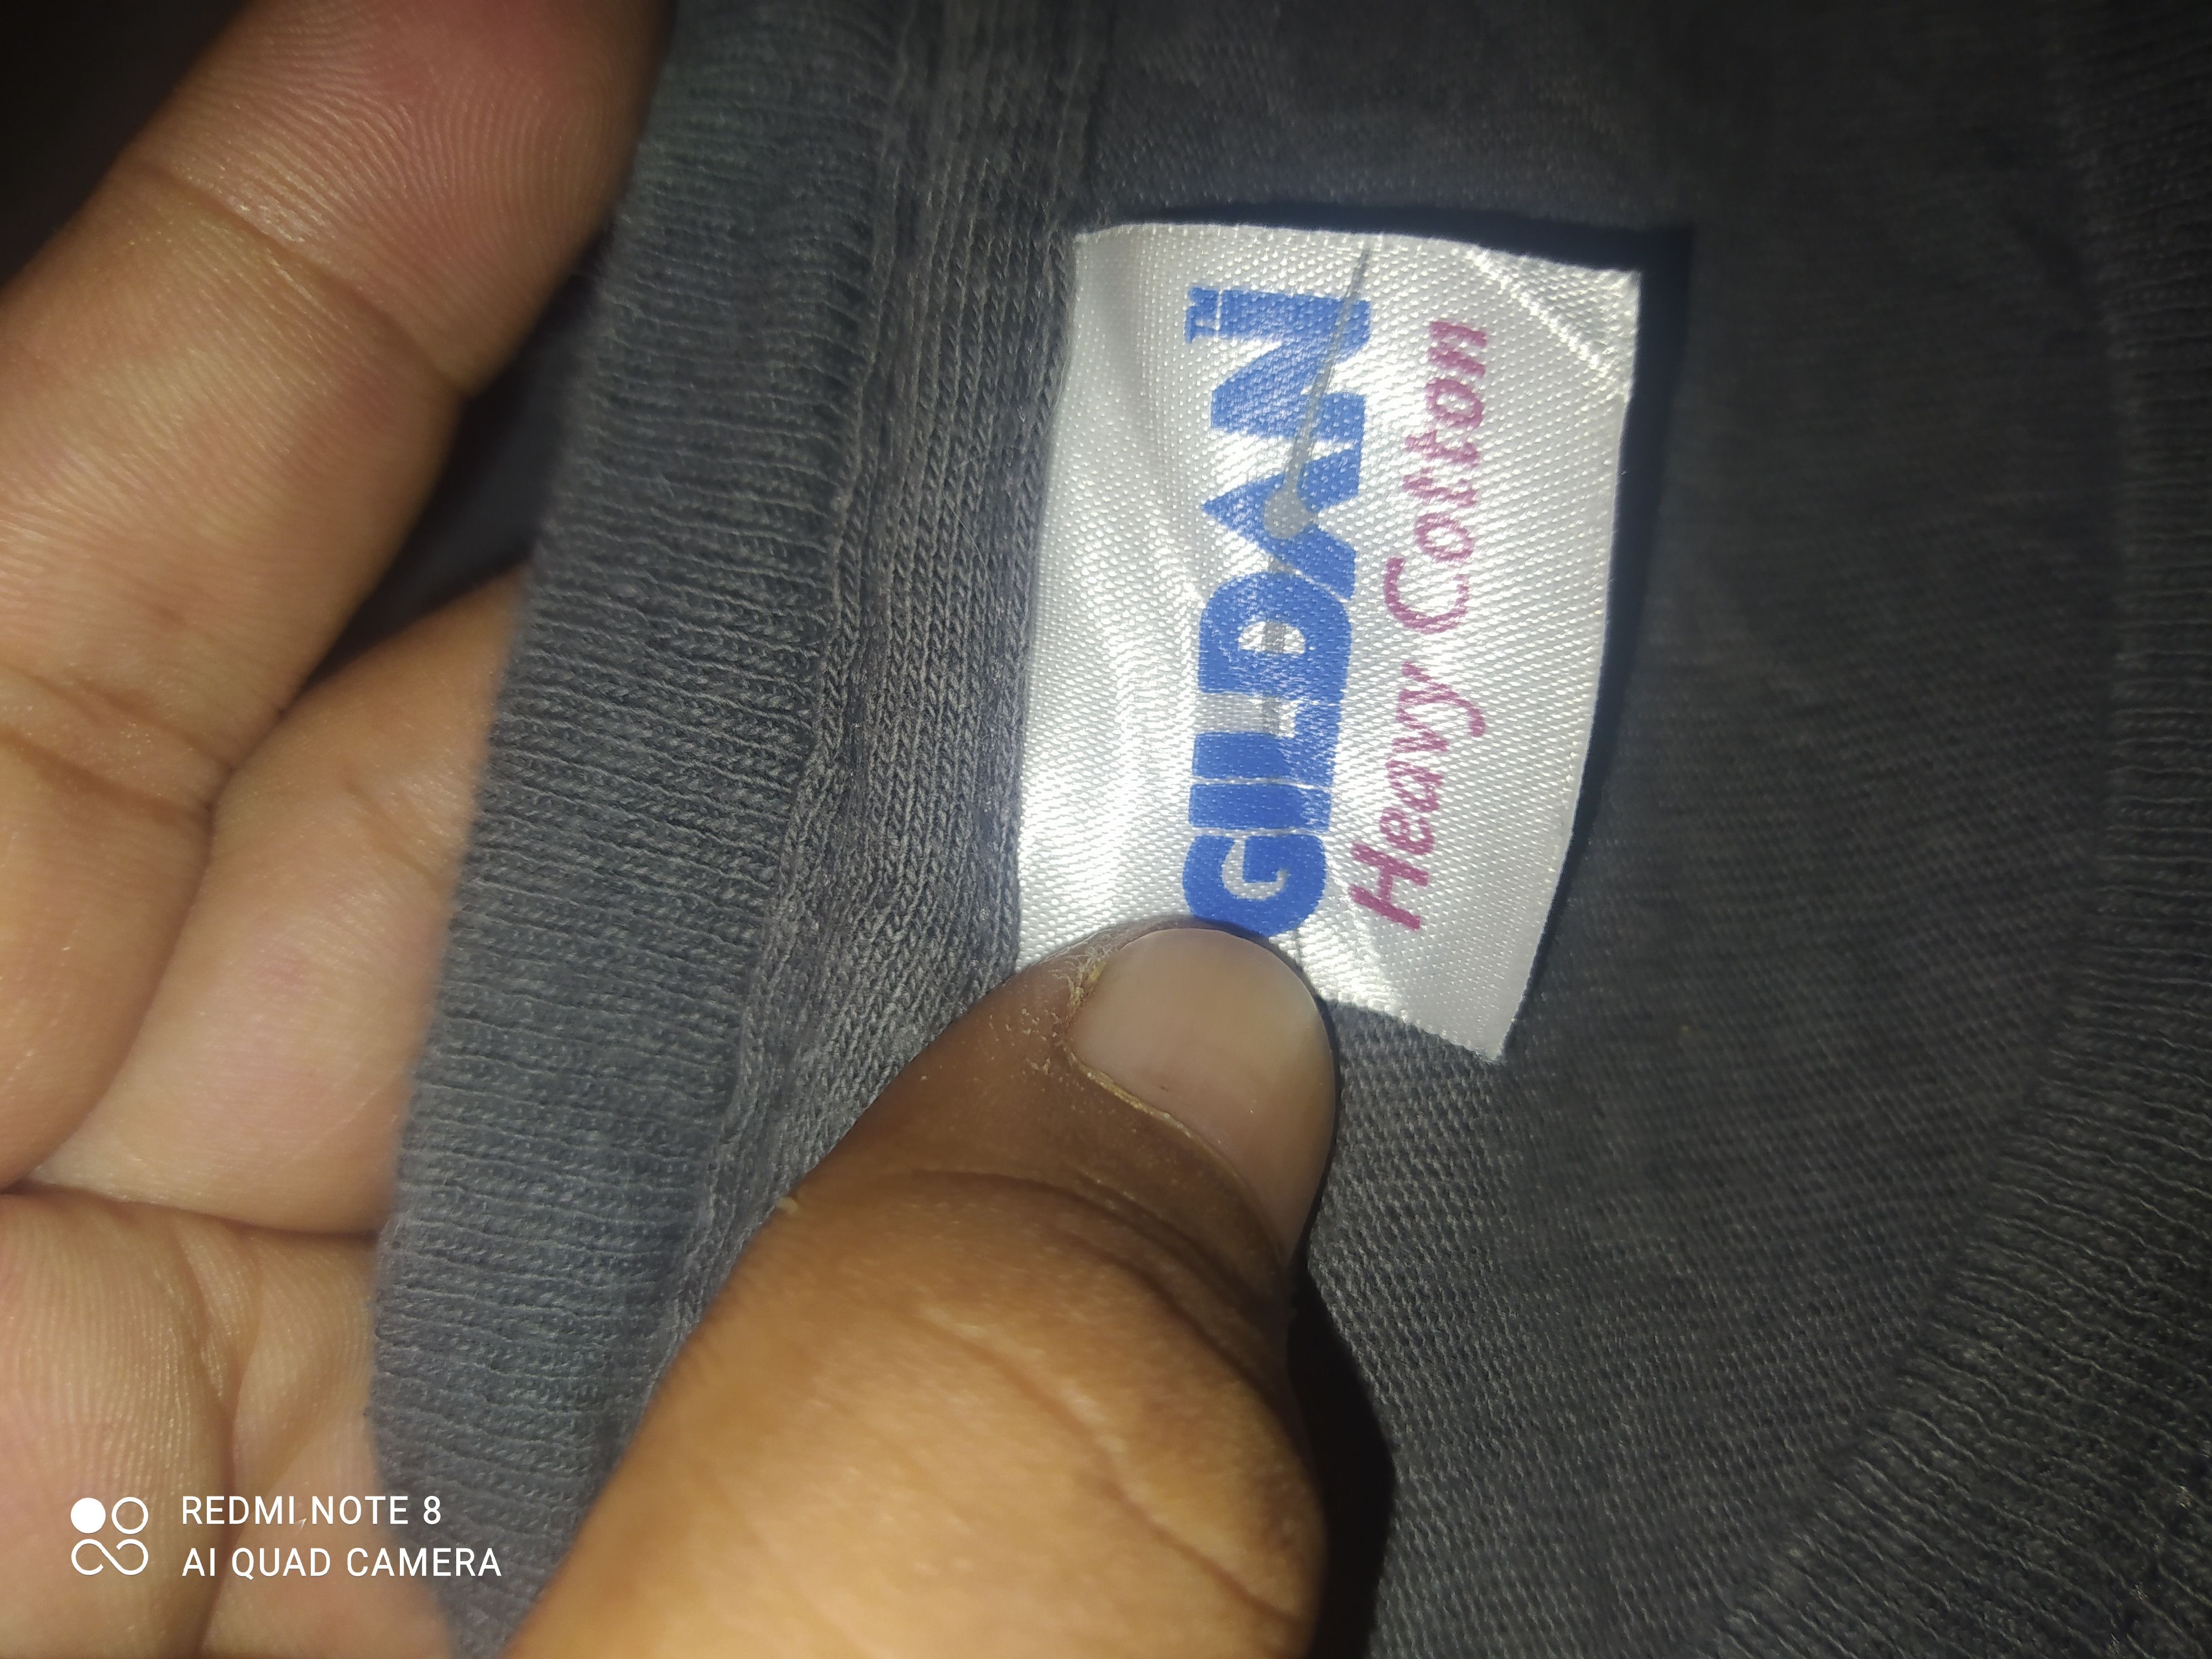 GILDAN™
Heavy Cotton
REDMI NOTE 8
AI QUAD CAMERA